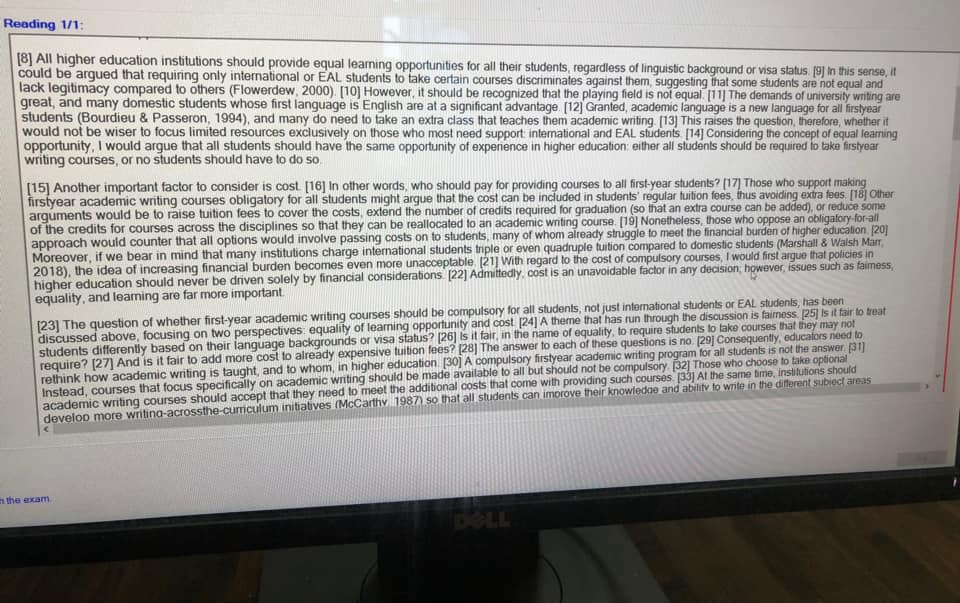 Reading 1/1:
[8] All higher education institutions should provide equal learning opportunities for all their students, regardless of linguistic background or visa status. [9] In this sense, it
could be argued that requiring only international or EAL students to take certain courses discriminates against them, suggesting that some students are not equal and
lack legitimacy compared to others (Flowerdew, 2000). [10] However, it should be recognized that the playing field is not equal. [11] The demands of university writing are
great, and many domestic students whose first language is English are at a significant advantage. [12] Granted, academic language is a new language for all firstyear
students (Bourdieu & Passeron, 1994), and many do need to take an extra class that teaches them academic writing. [13] This raises the question, therefore, whether it
would not be wiser to focus limited resources exclusively on those who most need support: international and EAL students. [14] Considering the concept of equal learning
opportunity, I would argue that all students should have the same opportunity of experience in higher education: either all students should be required to take firstyear
writing courses, or no students should have to do so.
[15] Another important factor to consider is cost. [16] In other words, who should pay for providing courses to all first-year students? [17] Those who support making
firstyear academic writing courses obligatory for all students might argue that the cost can be included in students' regular tuition fees, thus avoiding extra fees. [18] Other
arguments would be to raise tuition fees to cover the costs, extend the number of credits required for graduation (so that an extra course can be added), or reduce some
of the credits for courses across the disciplines so that they can be reallocated to an academic writing course. [19] Nonetheless, those who oppose an obligatory-for-all
approach would counter that all options would involve passing costs on to students, many of whom already struggle to meet the financial burden of higher education. [20]
Moreover, if we bear in mind that many institutions charge international students triple or even quadruple tuition compared to domestic students (Marshall & Walsh Marr,
2018), the idea of increasing financial burden becomes even more unacceptable. [21] With regard to the cost of compulsory courses, I would first argue that policies in
higher education should never be driven solely by financial considerations. [22] Admittedly, cost is an unavoidable factor in any decision; however, issues such as fairness,
equality, and learning are far more important.
[23] The question of whether first-year academic writing courses should be compulsory for all students, not just international students or EAL students, has been
discussed above, focusing on two perspectives: equality of learning opportunity and cost. [24] A theme that has run through the discussion is fairness. [25] Is it fair to treat
students differently based on their language backgrounds or visa status? [26] Is it fair, in the name of equality, to require students to take courses that they may not
require? [27] And is it fair to add more cost to already expensive tuition fees? [28] The answer to each of these questions is no. [29] Consequently, educators need to
rethink how academic writing is taught, and to whom, in higher education. [30] A compulsory firstyear academic writing program for all students is not the answer. [31]
Instead, courses that focus specifically on academic writing should be made available to all but should not be compulsory. [32] Those who choose to take optional
academic writing courses should accept that they need to meet the additional costs that come with providing such courses. [33] At the same time, institutions should
develop more writing-acrossthe-curriculum initiatives (McCarthy, 1987) so that all students can improve their knowledge and ability to write in the different subject areas
n the exam.
DELL